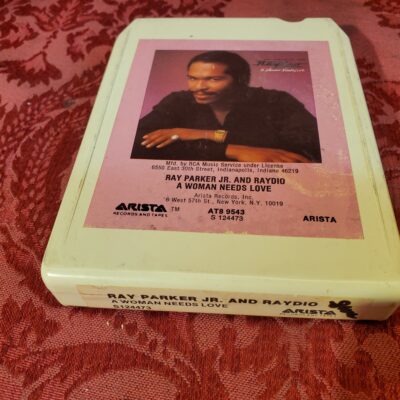 Mfd. by RCA Music Service under License
6550 East 30th Street, Indianapolis, Indiana 46219
RAY PARKER JR. AND RAYDIO
A WOMAN NEEDS LOVE
Arista Records, Inc.
6 West 57th St., New York, N.Y. 10019
ARISTA TM
RECORDS AND TAPES
AT8 9543
S 124473
ARISTA
RAY PARKER JR. AND RAYDIO
A WOMAN NEEDS LOVE
S124473
ARISTA